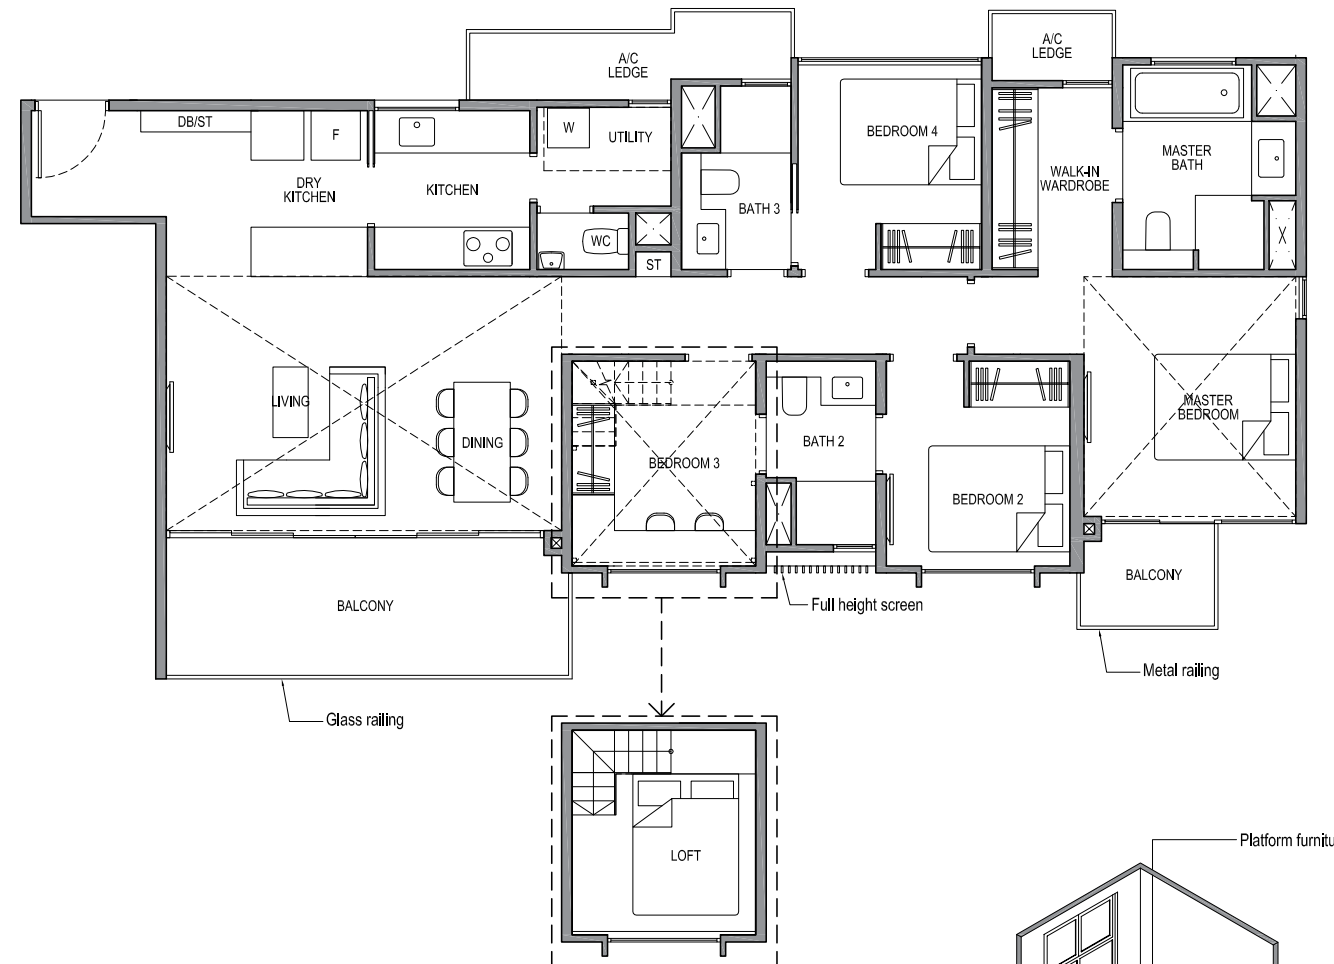 A/C
LEDGE
A/C
LEDGE
DB/ST
F
W
UTILITY
BEDROOM 4
MASTER
BATH
DRY
KITCHEN
KITCHEN
WALK-IN
WARDROBE
BATH 3
WC
ST
LIVING
DINING
BEDROOM 3
BATH 2
BEDROOM 2
MASTER
BEDROOM
BALCONY
BALCONY
Full height screen
Metal railing
Glass railing
LOFT
Platform furnitu